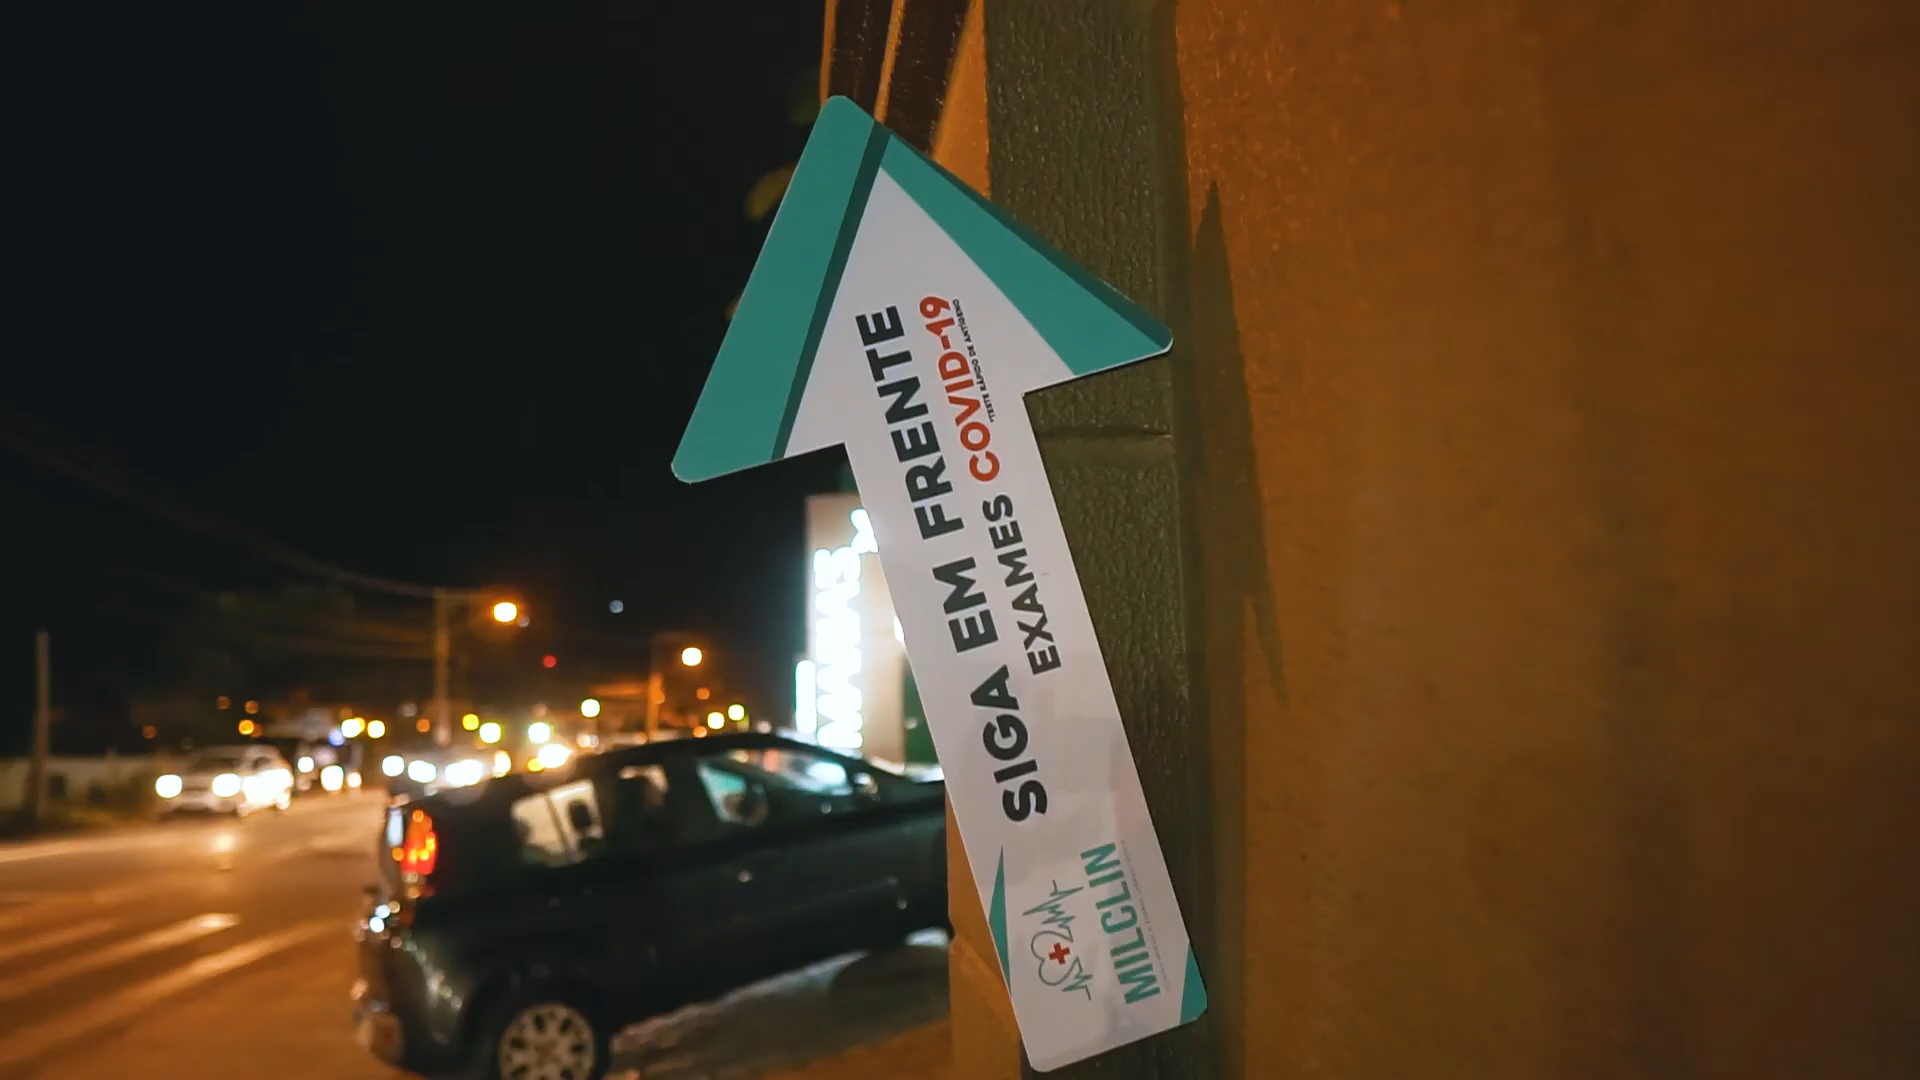 SIGA EM FRENTE
EXAMES COVID-19
*TESTE RÁPIDO DE ANTÍGENO
MILCLIN